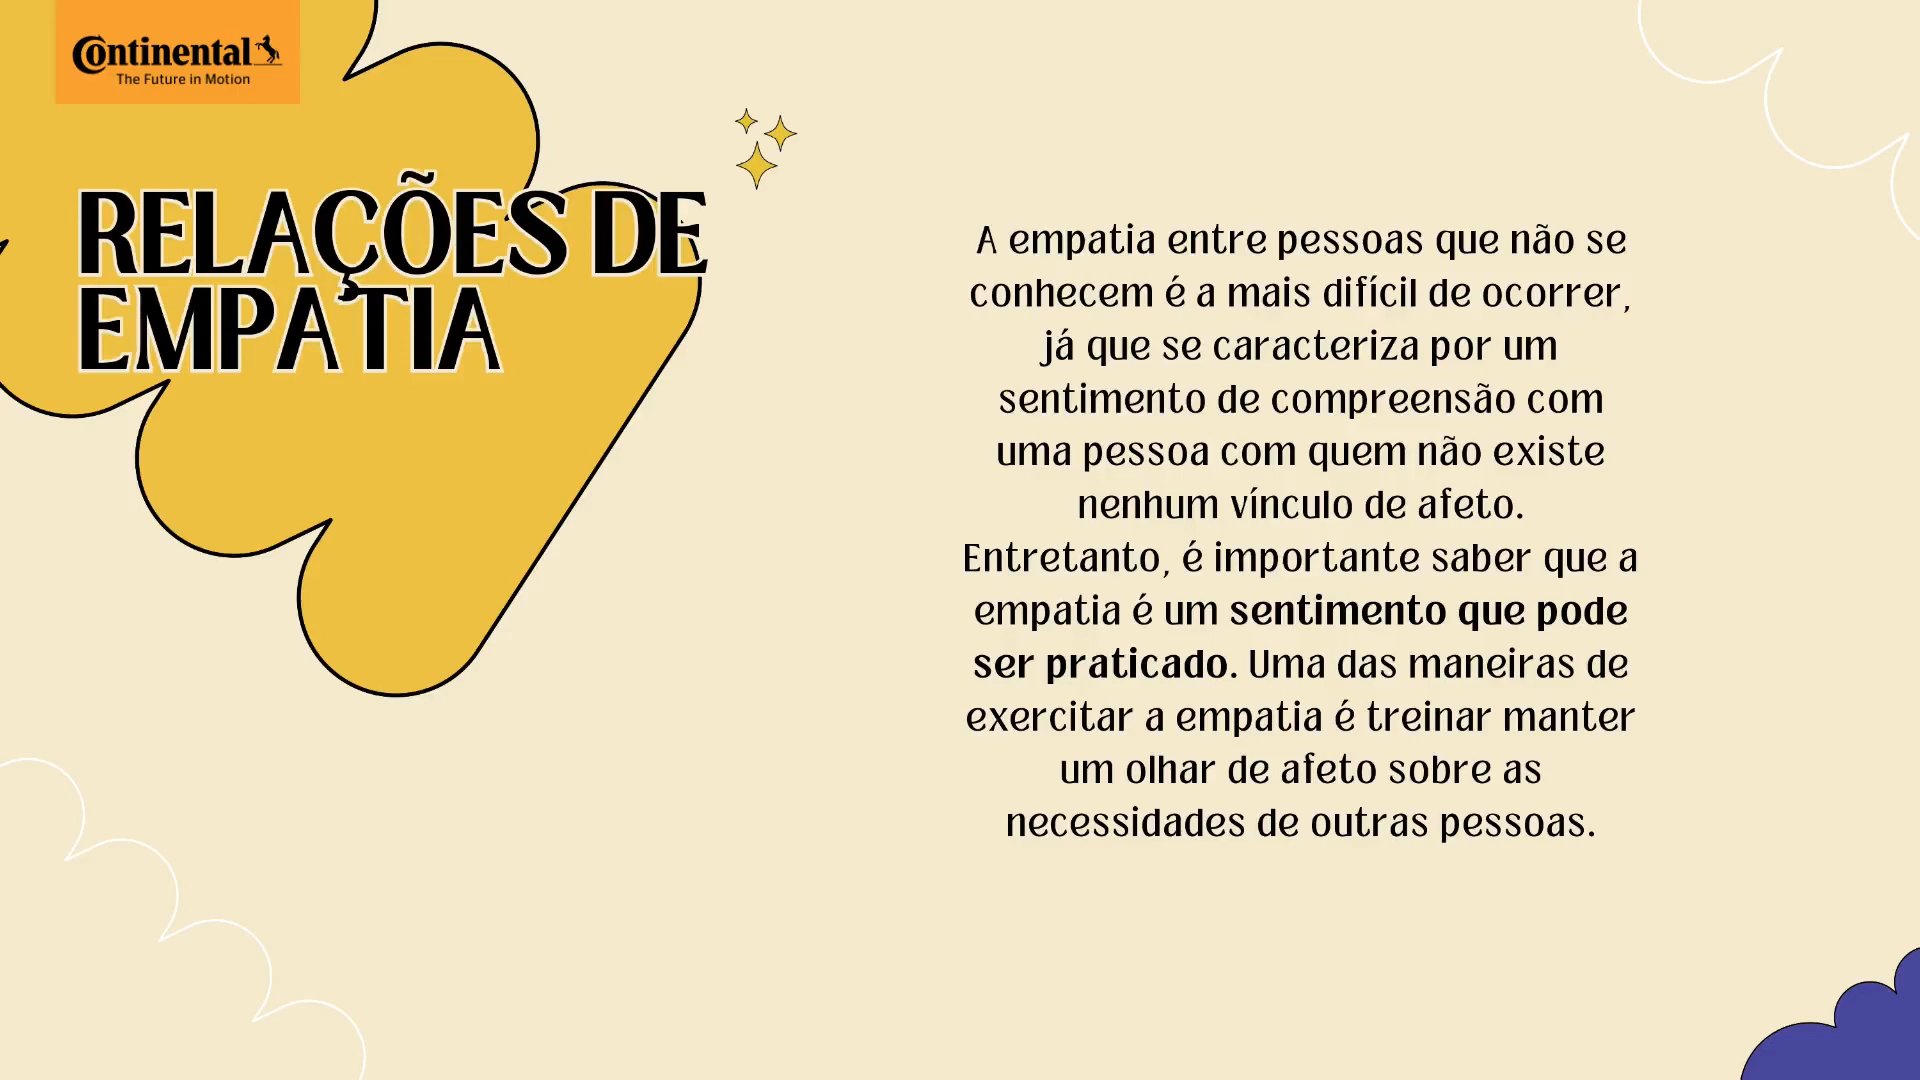 Continental
The Future in Motion
RELAÇÕES DE
EMPATIA
A empatia entre pessoas que não se
conhecem é a mais difícil de ocorrer,
já que se caracteriza por um
sentimento de compreensão com
uma pessoa com quem não existe
nenhum vínculo de afeto.
Entretanto, é importante saber que a
empatia é um sentimento que pode
ser praticado. Uma das maneiras de
exercitar a empatia é treinar manter
um olhar de afeto sobre as
necessidades de outras pessoas.